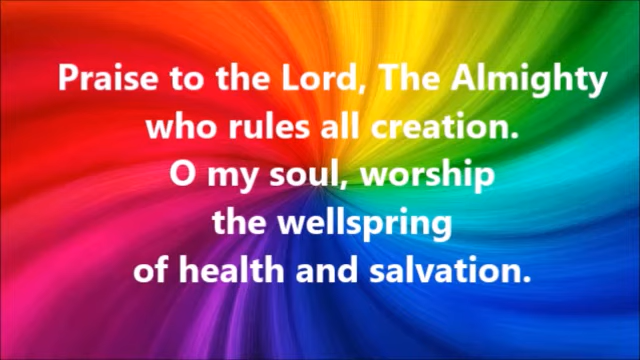 Praise to the Lord, The Almighty
who rules all creation.
O my soul, worship
the wellspring
of health and salvation.